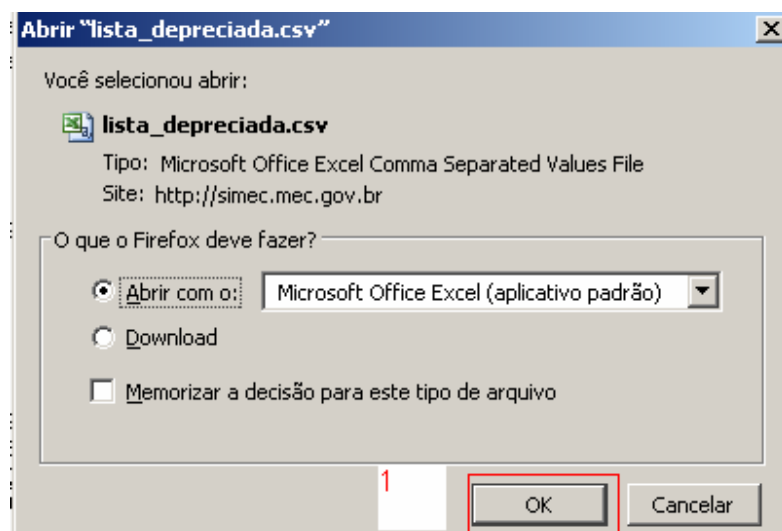 Abrir “lista_depreciada.csv”
Você selecionou abrir:
lista_depreciada.csv
Tipo: Microsoft Office Excel Comma Separated Values File
Site: http://simec.mec.gov.br
O que o Firefox deve fazer?
Abrir com o: Microsoft Office Excel (aplicativo padrão)
Download
Memorizar a decisão para este tipo de arquivo
1
OK Cancelar